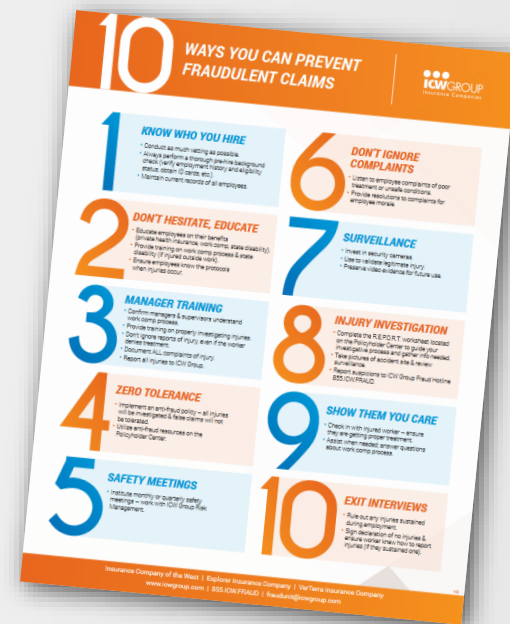 10 WAYS YOU CAN PREVENT
FRAUDULENT CLAIMS
ICWGROUP
Insurance Companies
1
KNOW WHO YOU HIRE
• Conduct as much vetting as possible.
• Always perform a thorough pre-hire background
check (verify employment history and eligibility
status, obtain ID cards, etc.).
• Maintain current records of all employees.
2
DON'T HESITATE, EDUCATE
• Educate employees on their benefits
(private health insurance, work comp, state disability).
• Provide training on work comp process & state
disability (if injured outside work).
• Ensure employees know the protocols
when injuries occur.
3
MANAGER TRAINING
• Confirm managers & supervisors understand
work comp process.
• Provide training on properly investigating injuries.
• Don't ignore reports of injury, even if the worker
denies treatment.
• Document ALL complaints of injury.
• Report all injuries to ICW Group.
4
ZERO TOLERANCE
• Implement an anti-fraud policy – all injuries
will be investigated & false claims will not
be tolerated.
• Utilize anti-fraud resources on the
Policyholder Center.
5
SAFETY MEETINGS
• Institute monthly or quarterly safety
meetings – work with ICW Group Risk
Management.
6
DON'T IGNORE
COMPLAINTS
• Listen to employee complaints of poor
treatment or unsafe conditions.
• Provide resolutions to complaints for
employee morale.
7
SURVEILLANCE
• Invest in security cameras.
• Use to validate legitimate injury.
• Preserve video evidence for future use.
8
INJURY INVESTIGATION
• Complete the R.E.P.O.R.T. worksheet located
on the Policyholder Center to guide your
investigative process and gather info needed.
• Take pictures of accident site & review
surveillance.
• Report suspicions to ICW Group Fraud Hotline
855.ICW.FRAUD.
9
SHOW THEM YOU CARE
• Check in with injured worker – ensure
they are getting proper treatment.
• Assist when needed, answer questions
about work comp process.
10
EXIT INTERVIEWS
• Rule out any injuries sustained
during employment.
• Sign declaration of no injuries &
ensure worker knew how to report
injuries (if they sustained one).
Insurance Company of the West | Explorer Insurance Company | VerTerra Insurance Company
www.icwgroup.com | 855.ICW.FRAUD | fraudunit@icwgroup.com